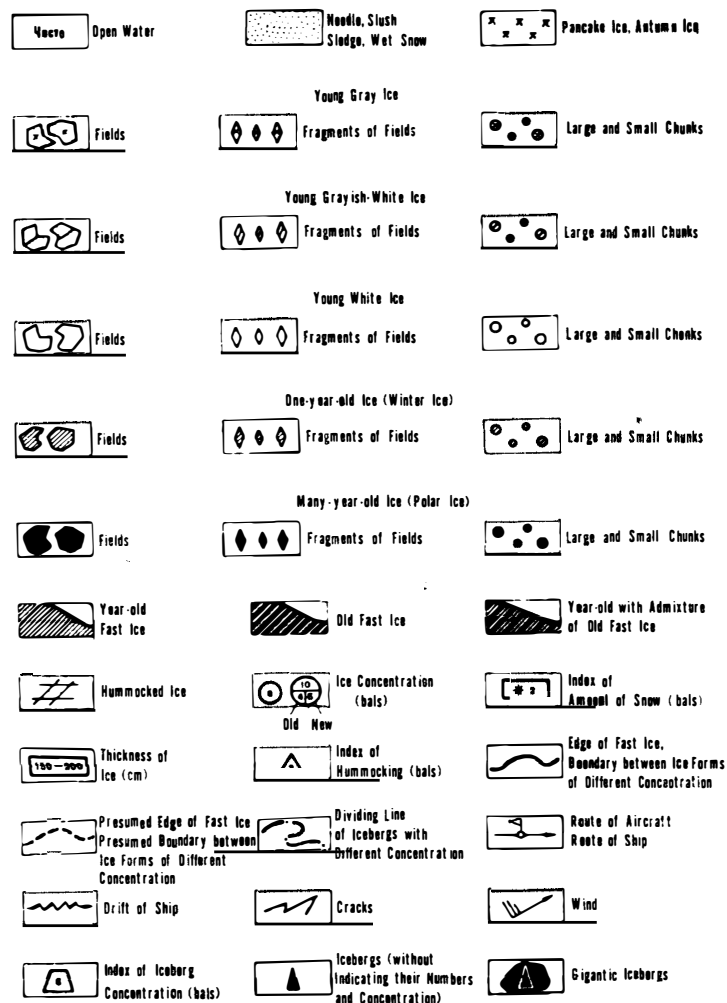 Чисто Open Water
Needle, Slush
Sludge, Wet Snow
Pancake Ice, Autumn Ice
Young Gray Ice
Fields
Fragments of Fields
Large and Small Chunks
Young Grayish-White Ice
Fields
Fragments of Fields
Large and Small Chunks
Young White Ice
Fields
Fragments of Fields
Large and Small Chunks
One-year-old Ice (Winter Ice)
Fields
Fragments of Fields
Large and Small Chunks
Many-year-old Ice (Polar Ice)
Fields
Fragments of Fields
Large and Small Chunks
Year-old
Fast Ice
Old Fast Ice
Year-old with Admixture
of Old Fast Ice
Hummocked Ice
10
Ice Concentration
(bals)
Old New
2
Index of
Amount of Snow (bals)
150-200
Thickness of
Ice (cm)
Index of
Hummocking (bals)
Edge of Fast Ice,
Boundary between Ice Forms
of Different Concentration
Presumed Edge of Fast Ice
Presumed Boundary between
Ice Forms of Different
Concentration
Dividing Line
of Icebergs with
Different Concentration
Route of Aircraft
Route of Ship
Drift of Ship
Cracks
Wind
Index of Iceberg
Concentration (bals)
Icebergs (without
Indicating their Numbers
and Concentration)
Gigantic Icebergs